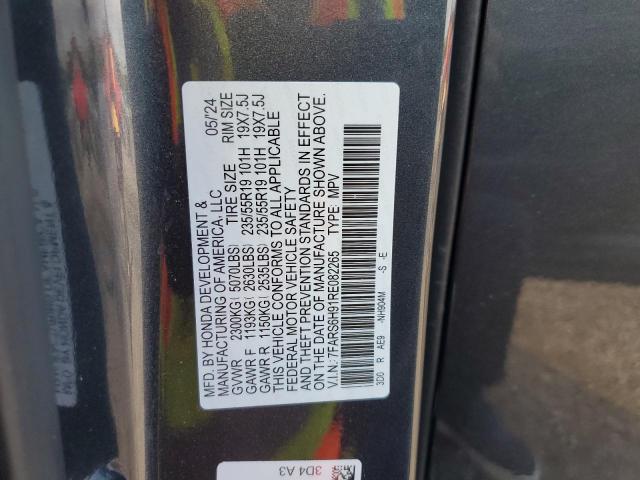 MFD. BY HONDA DEVELOPMENT &
MANUFACTURING OF AMERICA, LLC 05/'24
GVWR 2300KG( 5070LBS) TIRE SIZE RIM SIZE
GAWR F 1193KG( 2630LBS) 235/55R19 101H 19X7.5J
GAWR R 1150KG( 2535LBS) 235/55R19 101H 19X7.5J
THIS VEHICLE CONFORMS TO ALL APPLICABLE
FEDERAL MOTOR VEHICLE SAFETY
AND THEFT PREVENTION STANDARDS IN EFFECT
ON THE DATE OF MANUFACTURE SHOWN ABOVE.
V.I.N: 7FARS6H91RE082265 TYPE: MPV
3D0 R AE9 -NH904M -S -E
3D4 A3